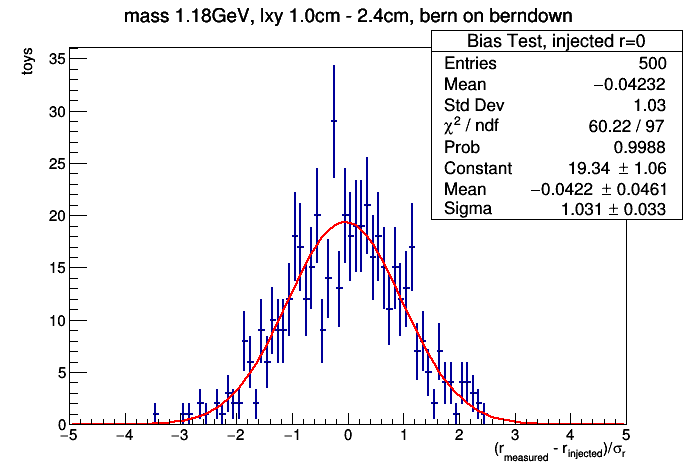 mass 1.18GeV, lxy 1.0cm - 2.4cm, bern on berndown
Bias Test, injected r=0
Entries 500
Mean −0.04232
Std Dev 1.03
χ² / ndf 60.22 / 97
Prob 0.9988
Constant 19.34 ± 1.06
Mean −0.0422 ± 0.0461
Sigma 1.031 ± 0.033
toys
35
30
25
20
15
10
5
0
−5 −4 −3 −2 −1 0 1 2 3 4 5
(r_measured - r_injected)/σ_r